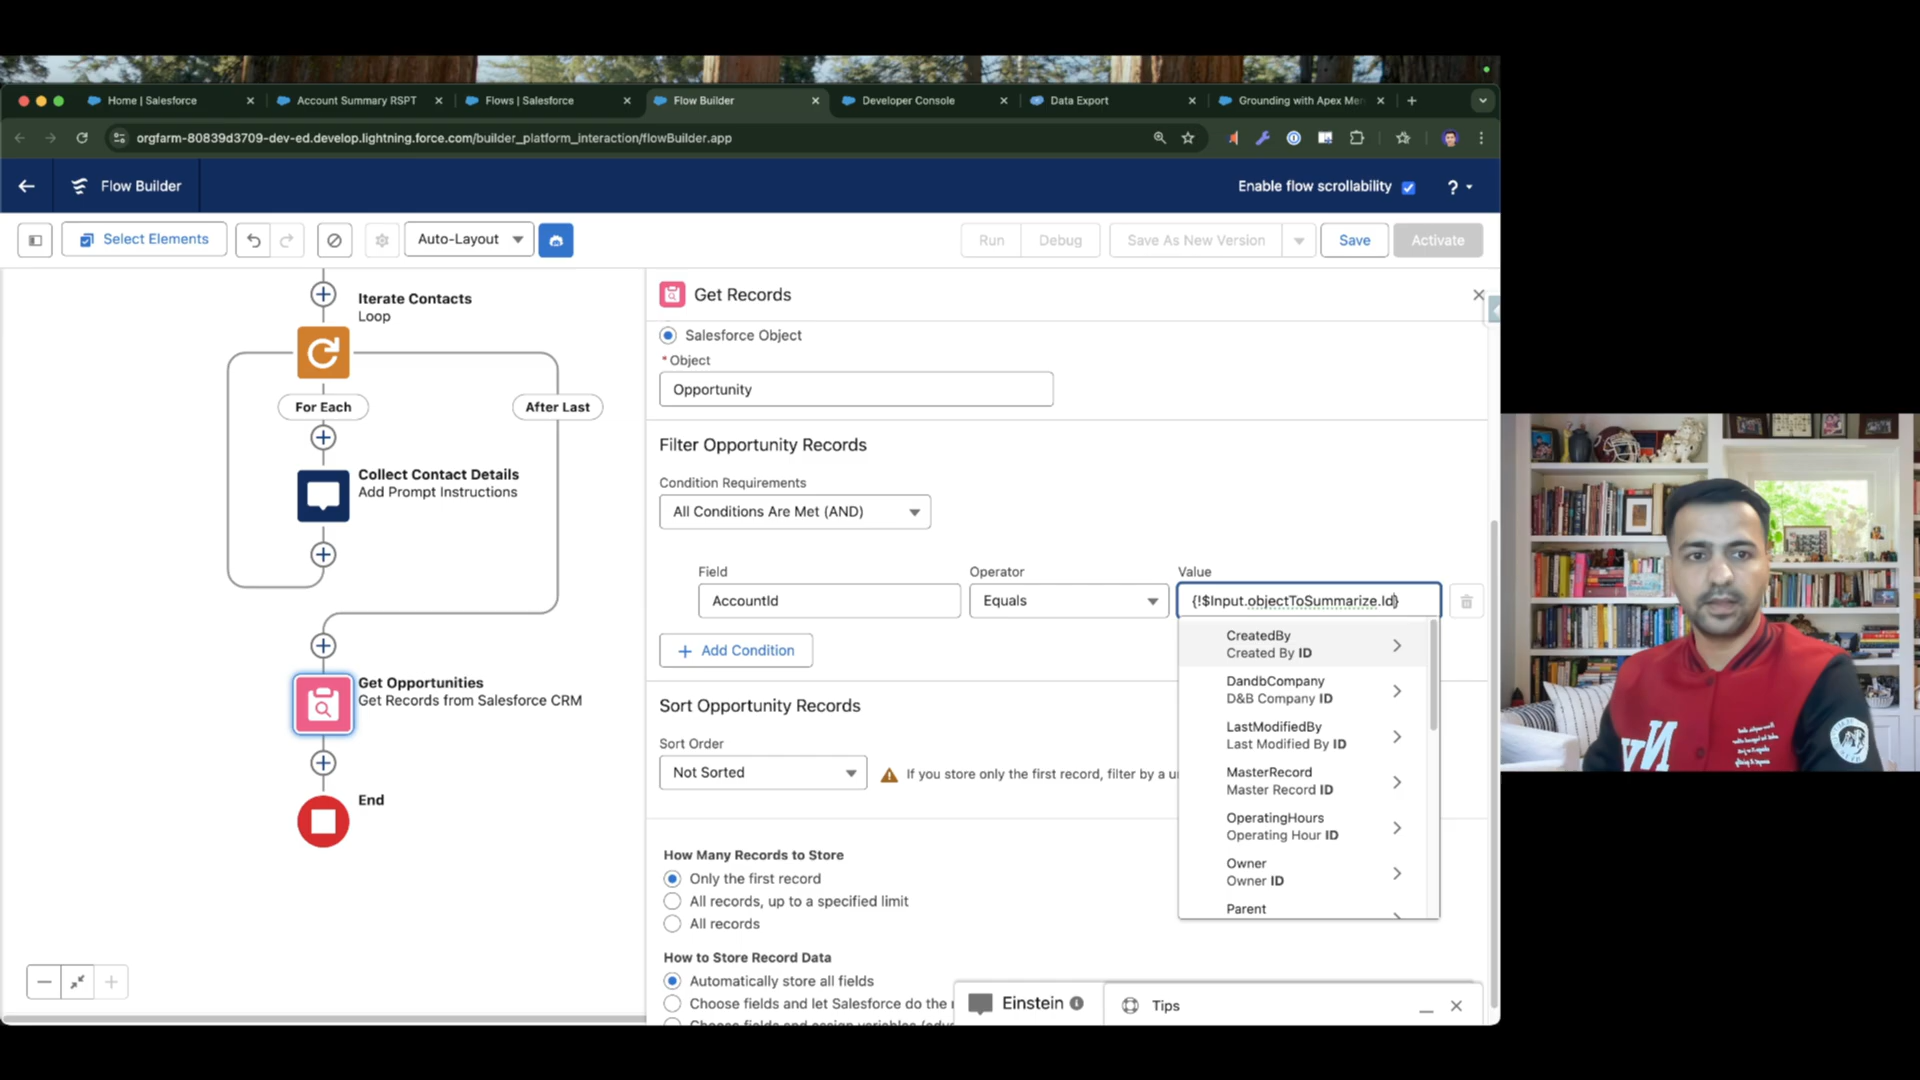 Home | Salesforce
Account Summary RSPT
Flows | Salesforce
Flow Builder
Developer Console
Data Export
Grounding with Apex Mer
orgfarm-80839d3709-dev-ed.develop.lightning.force.com/builder_platform_interaction/flowBuilder.app
Flow Builder
Enable flow scrollability
?
Select Elements
Auto-Layout
Run
Debug
Save As New Version
Save
Activate
Iterate Contacts
Loop
For Each
After Last
Collect Contact Details
Add Prompt Instructions
Get Opportunities
Get Records from Salesforce CRM
End
Get Records
Salesforce Object
* Object
Opportunity
Filter Opportunity Records
Condition Requirements
All Conditions Are Met (AND)
Field
Operator
Value
AccountId
Equals
{!$Input.objectToSummarize.Id}
+ Add Condition
CreatedBy
Created By ID
DandbCompany
D&B Company ID
LastModifiedBy
Last Modified By ID
MasterRecord
Master Record ID
OperatingHours
Operating Hour ID
Owner
Owner ID
Parent
Sort Opportunity Records
Sort Order
Not Sorted
If you store only the first record, filter by a
How Many Records to Store
Only the first record
All records, up to a specified limit
All records
How to Store Record Data
Automatically store all fields
Choose fields and let Salesforce do the
Einstein
Tips